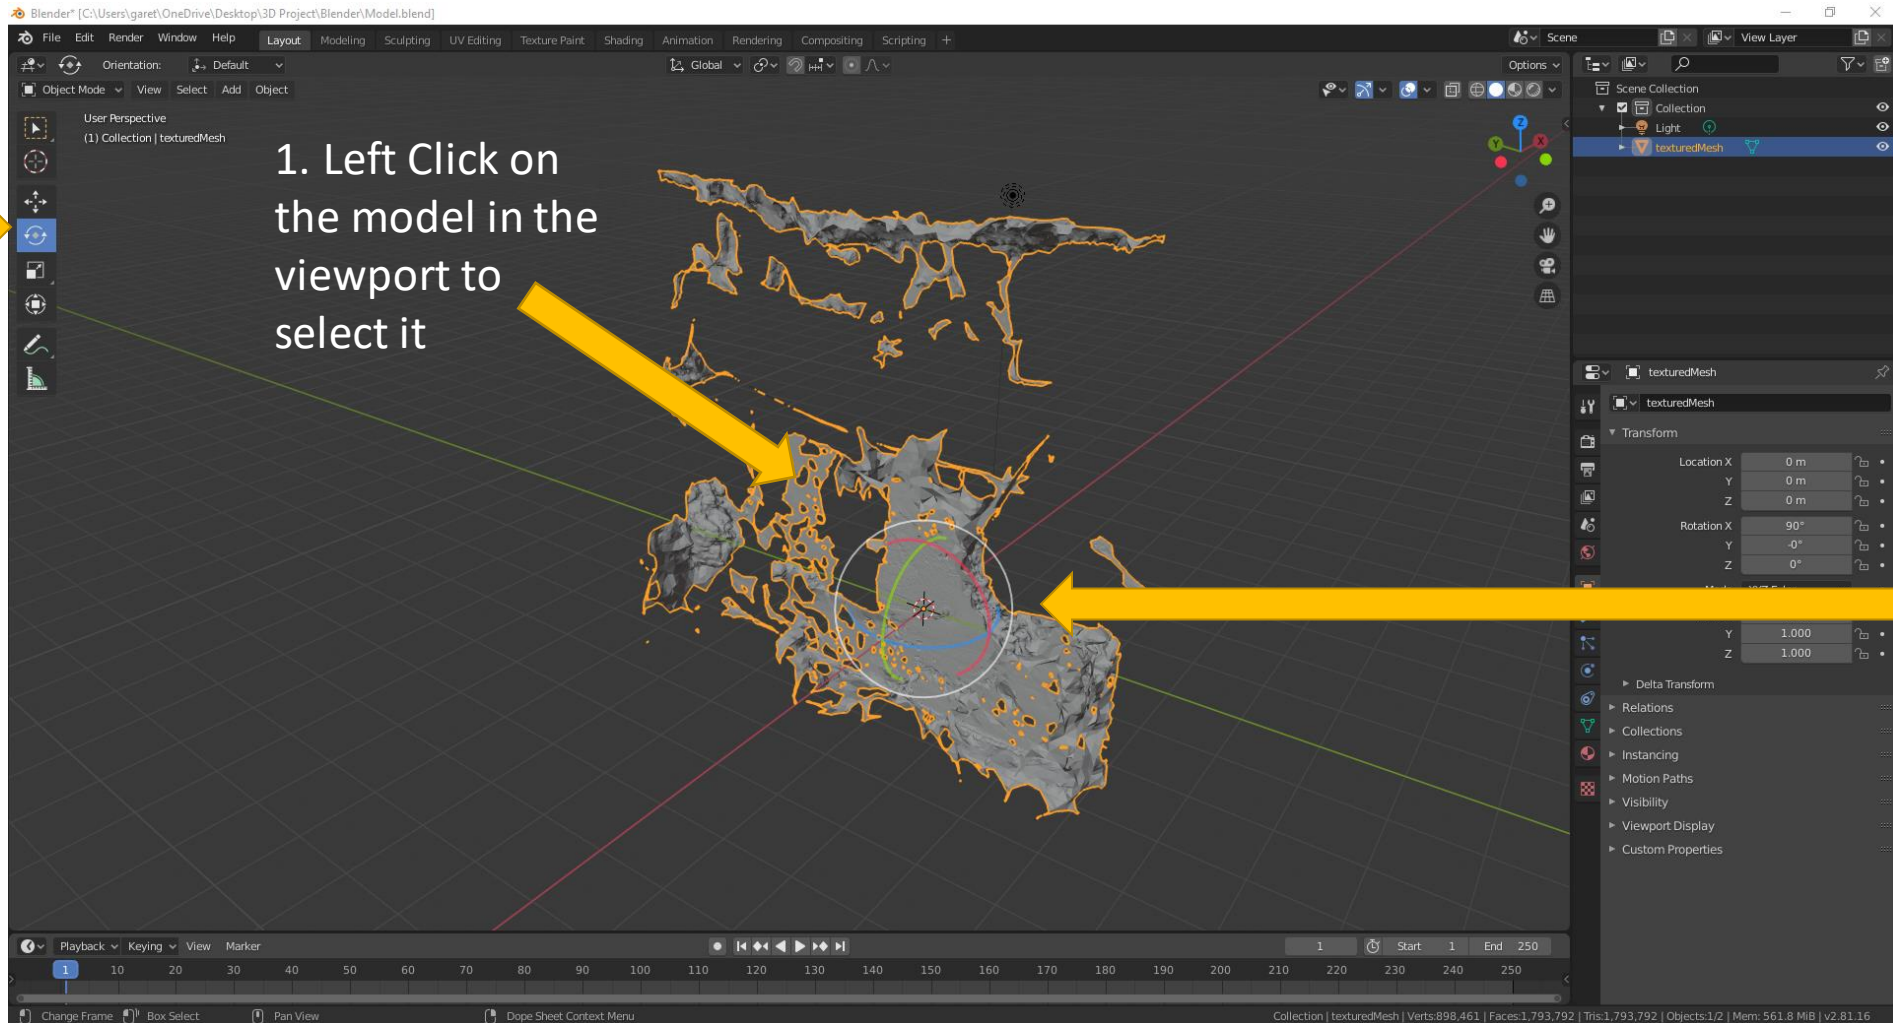 Blender* [C:\Users\garet\OneDrive\Desktop\3D Project\Blender\Model.blend]
File Edit Render Window Help Layout Modeling Sculpting UV Editing Texture Paint Shading Animation Rendering Compositing Scripting + Scene View Layer
Orientation: Default Global Options
Object Mode View Select Add Object
User Perspective
(1) Collection | texturedMesh
1. Left Click on
the model in the
viewport to
select it
Z
Y X
Scene Collection
Collection
Light
texturedMesh
texturedMesh
texturedMesh
Transform
Location X 0 m
Y 0 m
Z 0 m
Rotation X 90°
Y -0°
Z 0°
Y 1.000
Z 1.000
Delta Transform
Relations
Collections
Instancing
Motion Paths
Visibility
Viewport Display
Custom Properties
Playback Keying View Marker 1 Start 1 End 250
1 10 20 30 40 50 60 70 80 90 100 110 120 130 140 150 160 170 180 190 200 210 220 230 240 250
Change Frame Box Select Pan View Dope Sheet Context Menu Collection | texturedMesh | Verts:898,461 | Faces:1,793,792 | Tris:1,793,792 | Objects:1/2 | Mem: 561.8 MiB | v2.81.16